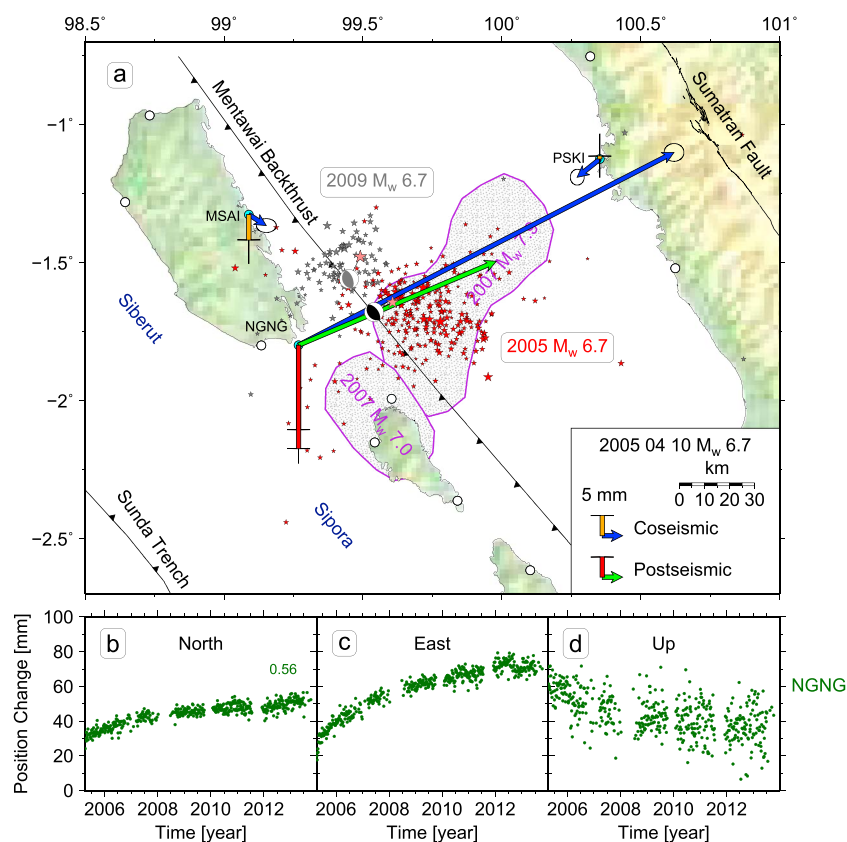 98.5° 99° 99.5° 100° 100.5° 101°
a
Mentawai Backthrust
Sumatran Fault
−1°
PSKI
2009 Mw 6.7
MSAI
2007 Mw 7.9
−1.5°
Siberut
NGNG
2005 Mw 6.7
−2°
2007 Mw 7.0
2005 04 10 Mw 6.7
km
0 10 20 30
5 mm
Sunda Trench
Sipora
Coseismic
−2.5°
Postseismic
Position Change [mm]
100
80
60
40
20
0
b North
0.56
c East
d Up
NGNG
2006 2008 2010 2012
2006 2008 2010 2012
2006 2008 2010 2012
Time [year]
Time [year]
Time [year]